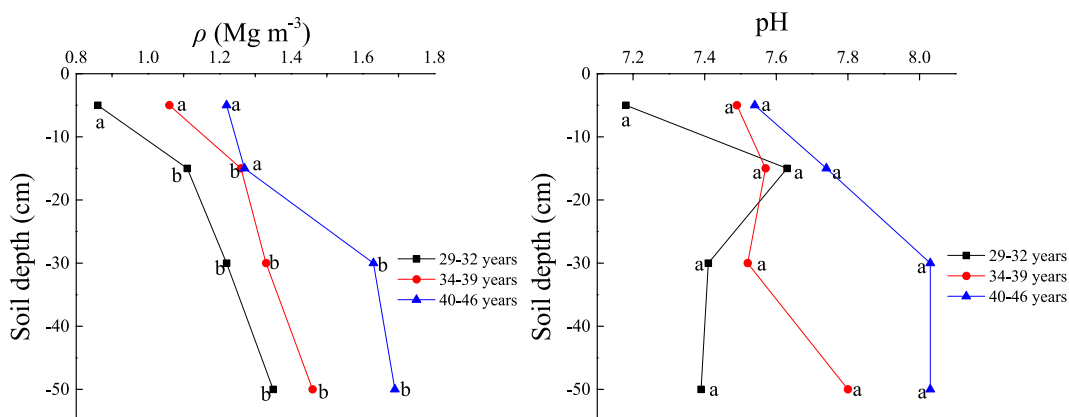 ρ (Mg m⁻³)
0.8 1.0 1.2 1.4 1.6 1.8
0
-10
-20
-30
-40
-50
Soil depth (cm)
a a a
b b a
b b b
b b b
29-32 years
34-39 years
40-46 years
pH
7.2 7.4 7.6 7.8 8.0
0
-10
-20
-30
-40
-50
Soil depth (cm)
a a a
a a a
a a a
a a a
29-32 years
34-39 years
40-46 years